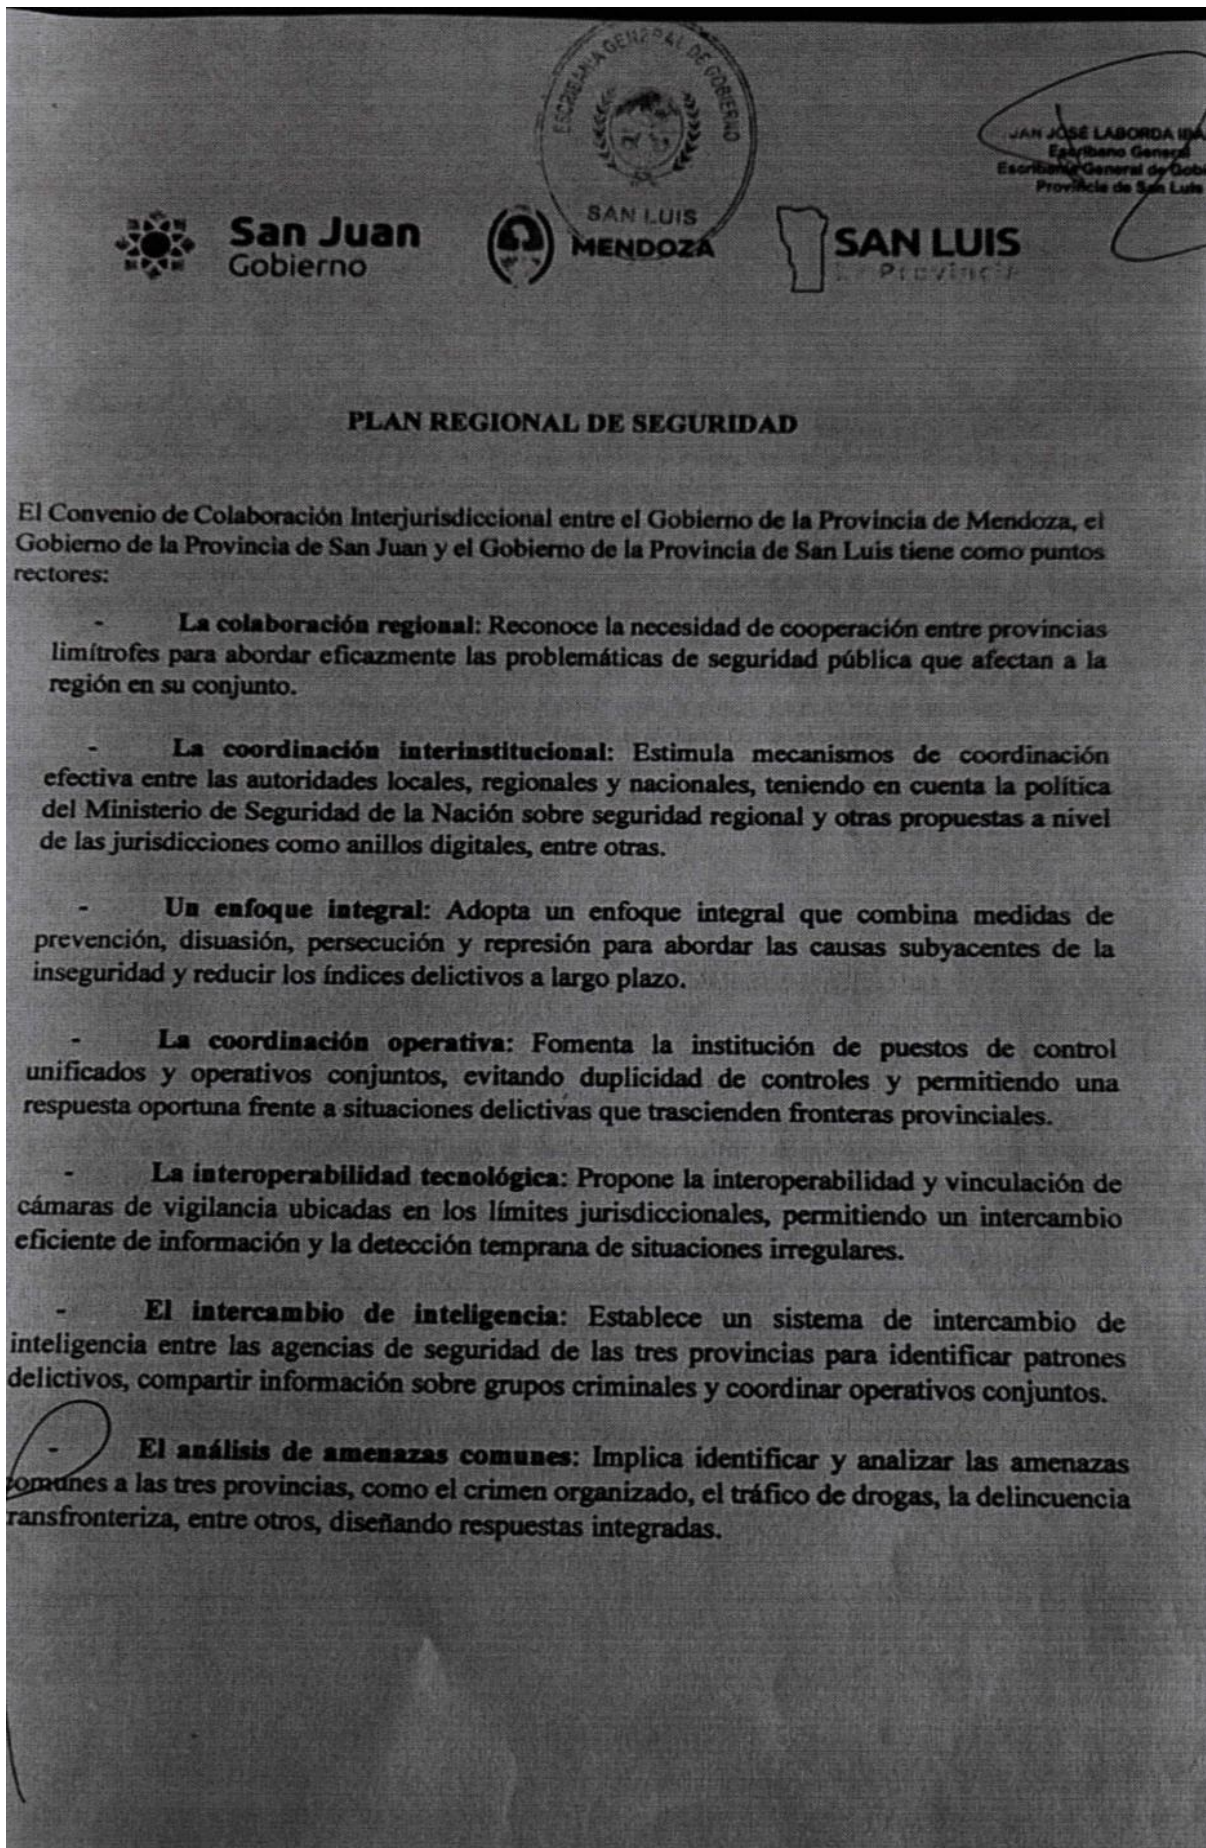 ESCRIBANIA GENERAL DE GOBIERNO
SAN LUIS
JUAN JOSÉ LABORDA
Escribano General
Escribanía General de
Provincia de San Luis
San Juan
Gobierno
MENDOZA
SAN LUIS
La Provincia
PLAN REGIONAL DE SEGURIDAD
El Convenio de Colaboración Interjurisdiccional entre el Gobierno de la Provincia de Mendoza, el
Gobierno de la Provincia de San Juan y el Gobierno de la Provincia de San Luis tiene como puntos
rectores:
- La colaboración regional: Reconoce la necesidad de cooperación entre provincias
limítrofes para abordar eficazmente las problemáticas de seguridad pública que afectan a la
región en su conjunto.
- La coordinación interinstitucional: Estimula mecanismos de coordinación
efectiva entre las autoridades locales, regionales y nacionales, teniendo en cuenta la política
del Ministerio de Seguridad de la Nación sobre seguridad regional y otras propuestas a nivel
de las jurisdicciones como anillos digitales, entre otras.
- Un enfoque integral: Adopta un enfoque integral que combina medidas de
prevención, disuasión, persecución y represión para abordar las causas subyacentes de la
inseguridad y reducir los índices delictivos a largo plazo.
- La coordinación operativa: Fomenta la institución de puestos de control
unificados y operativos conjuntos, evitando duplicidad de controles y permitiendo una
respuesta oportuna frente a situaciones delictivas que trascienden fronteras provinciales.
- La interoperabilidad tecnológica: Propone la interoperabilidad y vinculación de
cámaras de vigilancia ubicadas en los límites jurisdiccionales, permitiendo un intercambio
eficiente de información y la detección temprana de situaciones irregulares.
- El intercambio de inteligencia: Establece un sistema de intercambio de
inteligencia entre las agencias de seguridad de las tres provincias para identificar patrones
delictivos, compartir información sobre grupos criminales y coordinar operativos conjuntos.
- El análisis de amenazas comunes: Implica identificar y analizar las amenazas
comunes a las tres provincias, como el crimen organizado, el tráfico de drogas, la delincuencia
ransfronteriza, entre otros, diseñando respuestas integradas.